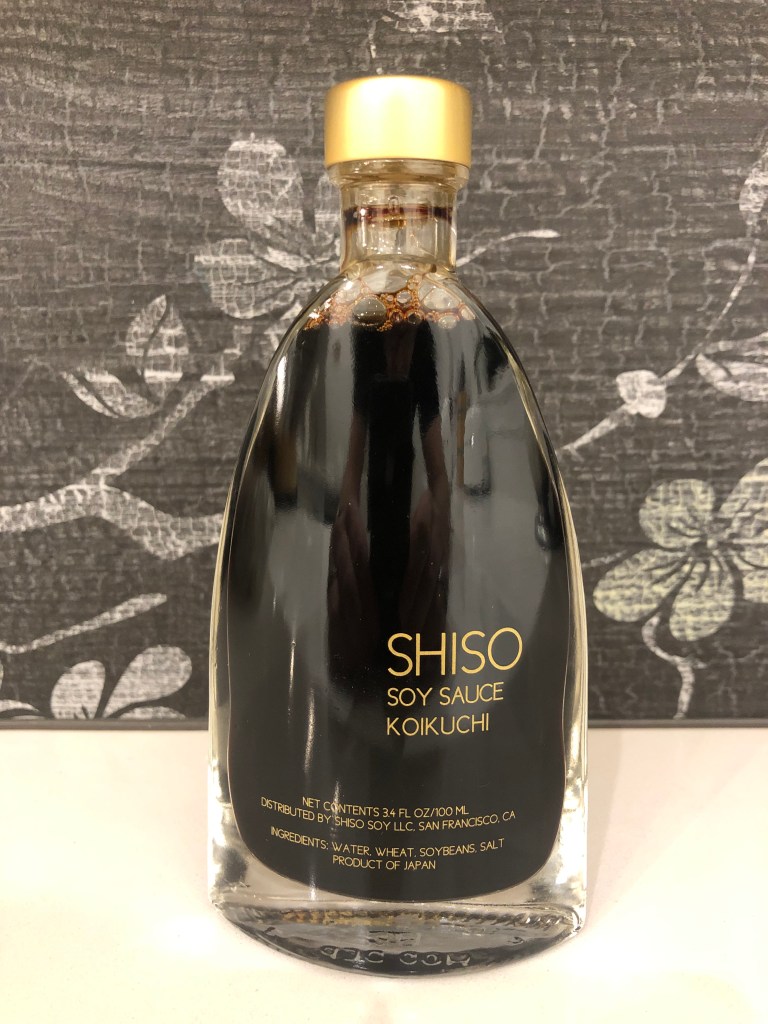 SHISO
SOY SAUCE
KOIKUCHI
NET CONTENTS 3.4 FL OZ/100 ML
DISTRIBUTED BY SHISO SOY LLC. SAN FRANCISCO, CA
INGREDIENTS: WATER, WHEAT, SOYBEANS, SALT
PRODUCT OF JAPAN